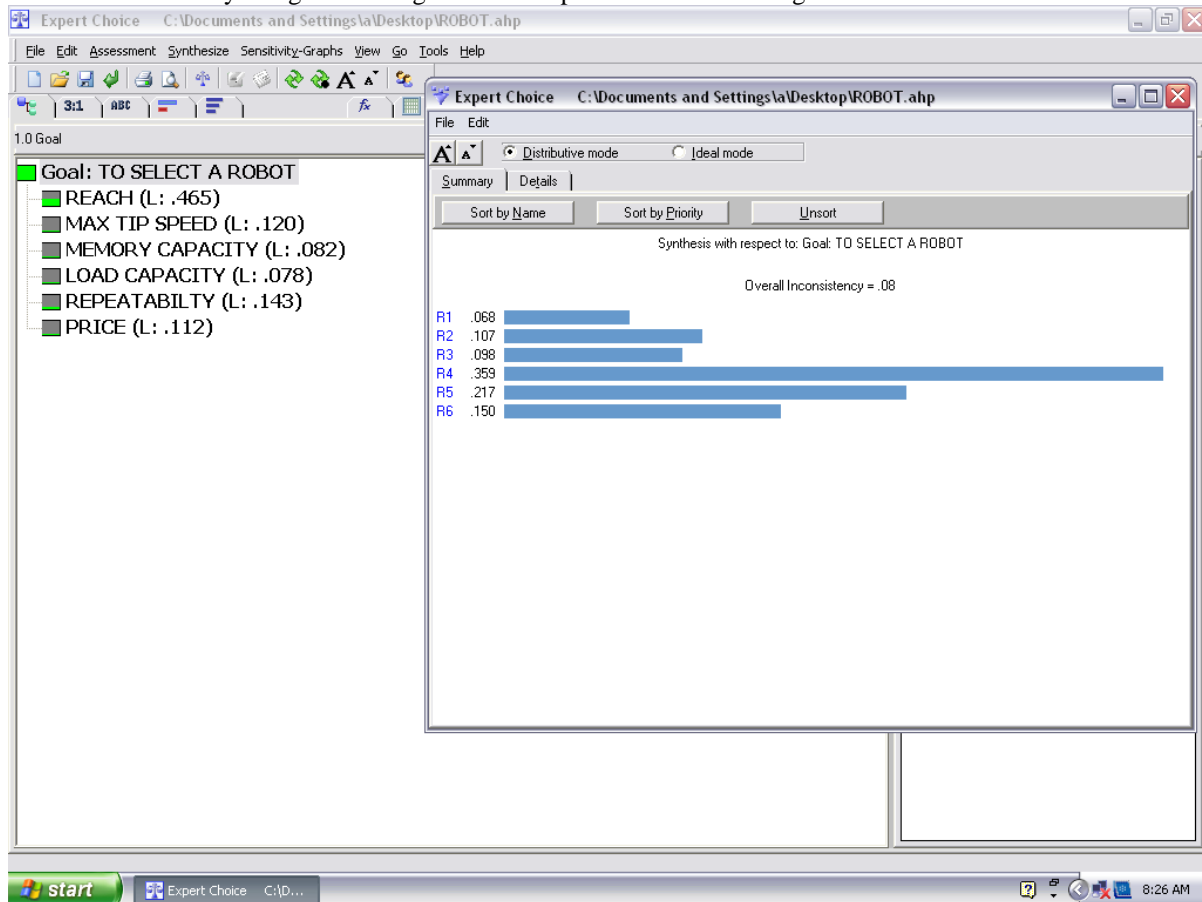 Expert Choice C:\Documents and Settings\a\Desktop\ROBOT.ahp
File Edit Assessment Synthesize Sensitivity-Graphs View Go Tools Help
3:1 ABC
1.0 Goal
Goal: TO SELECT A ROBOT
REACH (L: .465)
MAX TIP SPEED (L: .120)
MEMORY CAPACITY (L: .082)
LOAD CAPACITY (L: .078)
REPEATABILTY (L: .143)
PRICE (L: .112)
Expert Choice C:\Documents and Settings\a\Desktop\ROBOT.ahp
File Edit
A A Distributive mode Ideal mode
Summary Details
Sort by Name Sort by Priority Unsort
Synthesis with respect to: Goal: TO SELECT A ROBOT
Overall Inconsistency = .08
R1 .068
R2 .107
R3 .098
R4 .359
R5 .217
R6 .150
start Expert Choice C:\D... 8:26 AM